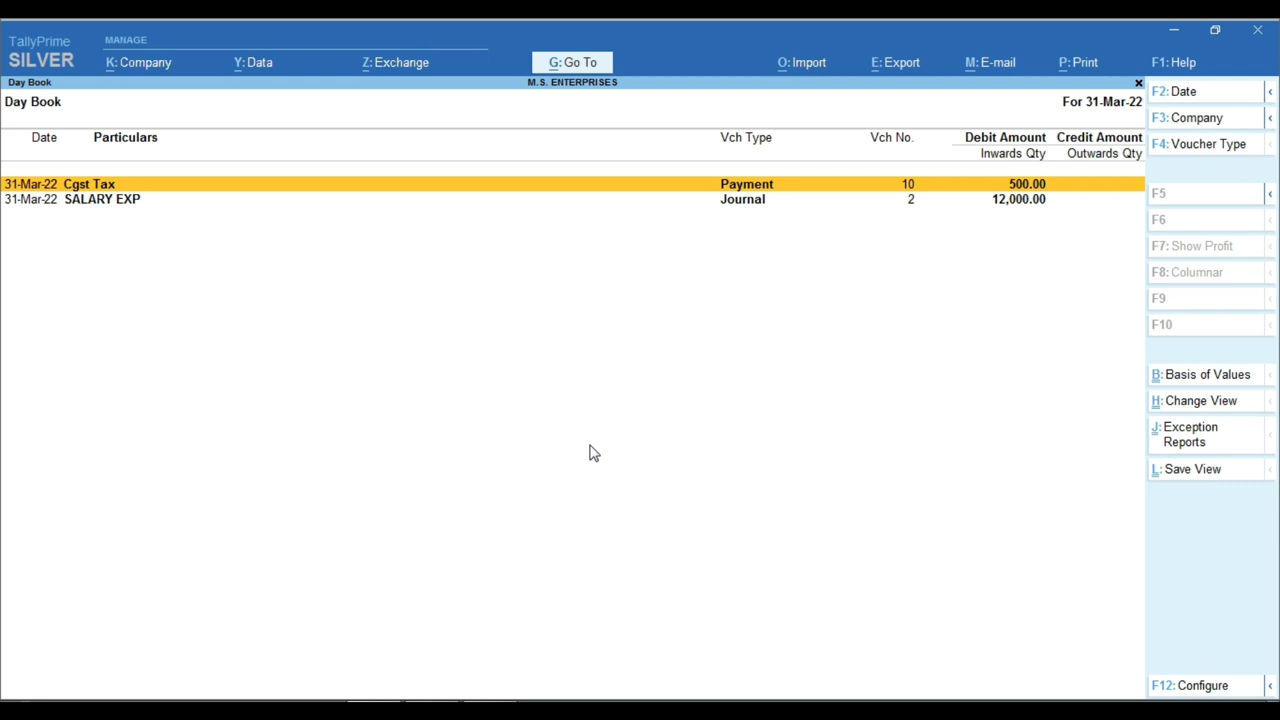 TallyPrime
SILVER
MANAGE
K: Company
Y: Data
Z: Exchange
G: Go To
O: Import
E: Export
M: E-mail
P: Print
F1: Help
Day Book
M.S. ENTERPRISES
Day Book
For 31-Mar-22
Date Particulars Vch Type Vch No. Debit Amount Credit Amount
Inwards Qty Outwards Qty
31-Mar-22 Cgst Tax Payment 10 500.00
31-Mar-22 SALARY EXP Journal 2 12,000.00
F2: Date
F3: Company
F4: Voucher Type
F5
F6
F7: Show Profit
F8: Columnar
F9
F10
B: Basis of Values
H: Change View
J: Exception
Reports
L: Save View
F12: Configure